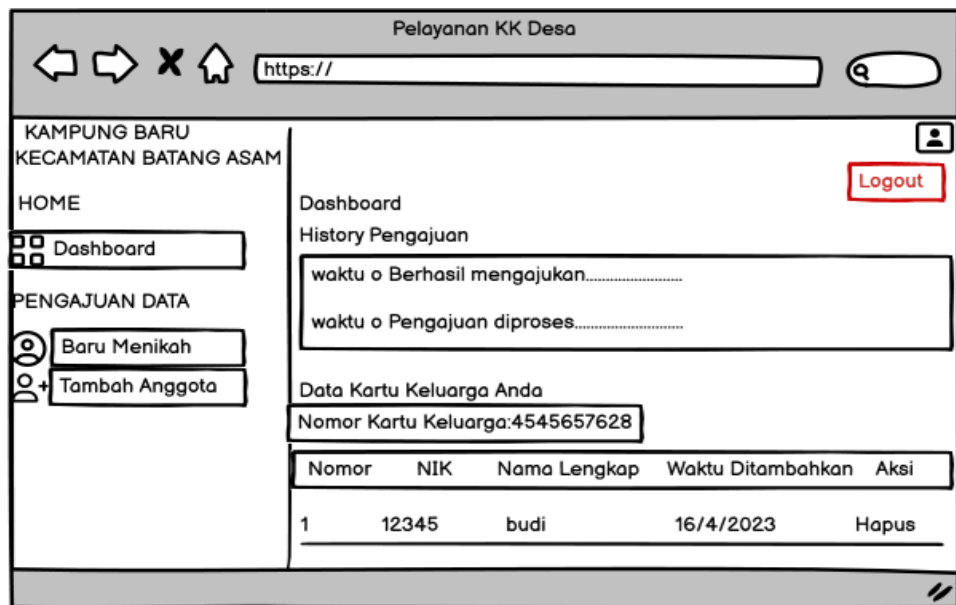 Pelayanan KK Desa
https://
KAMPUNG BARU
KECAMATAN BATANG ASAM
HOME
Dashboard
PENGAJUAN DATA
Baru Menikah
Tambah Anggota
Logout
Dashboard
History Pengajuan
waktu o Berhasil mengajukan..........................
waktu o Pengajuan diproses.............................
Data Kartu Keluarga Anda
Nomor Kartu Keluarga:4545657628
Nomor NIK Nama Lengkap Waktu Ditambahkan Aksi
1 12345 budi 16/4/2023 Hapus